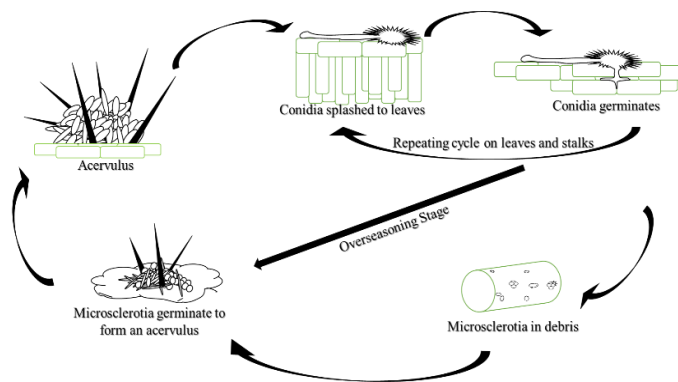 Conidia splashed to leaves
Conidia germinates
Acervulus
Repeating cycle on leaves and stalks
Overseasoning Stage
Microsclerotia germinate to
form an acervulus
Microsclerotia in debris